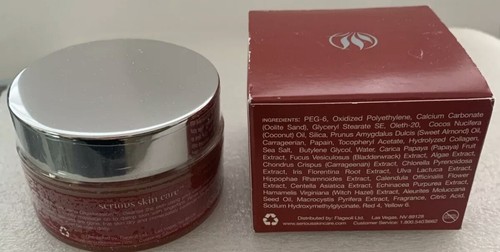 serious skin care
INGREDIENTS: PEG-6, Oxidized Polyethylene, Calcium Carbonate
(Oolite Sand), Glyceryl Stearate SE, Oleth-20, Cocos Nucifera
(Coconut) Oil, Silica, Prunus Amygdalus Dulcis (Sweet Almond) Oil,
Carrageenan, Papain, Tocopheryl Acetate, Hydrolyzed Collagen,
Sea Salt, Butylene Glycol, Water, Carica Papaya (Papaya) Fruit
Extract, Fucus Vesiculosus (Bladderwrack) Extract, Algae Extract,
Chondrus Crispus (Carrageenan) Extract, Chlorella Pyrenoidosa
Extract, Iris Florentina Root Extract, Ulva Lactuca Extract,
Hippophae Rhamnoides Extract, Calendula Officinalis Flower
Extract, Centella Asiatica Extract, Echinacea Purpurea Extract,
Hamamelis Virginiana (Witch Hazel) Extract, Aleurites Moluccana
Seed Oil, Macrocystis Pyrifera Extract, Fragrance, Citric Acid,
Sodium Hydroxymethylglycinate, Red 4, Yellow 6.
Distributed by: Flageoli Ltd. Las Vegas, NV 89128
www.seriousskincare.com Customer Service: